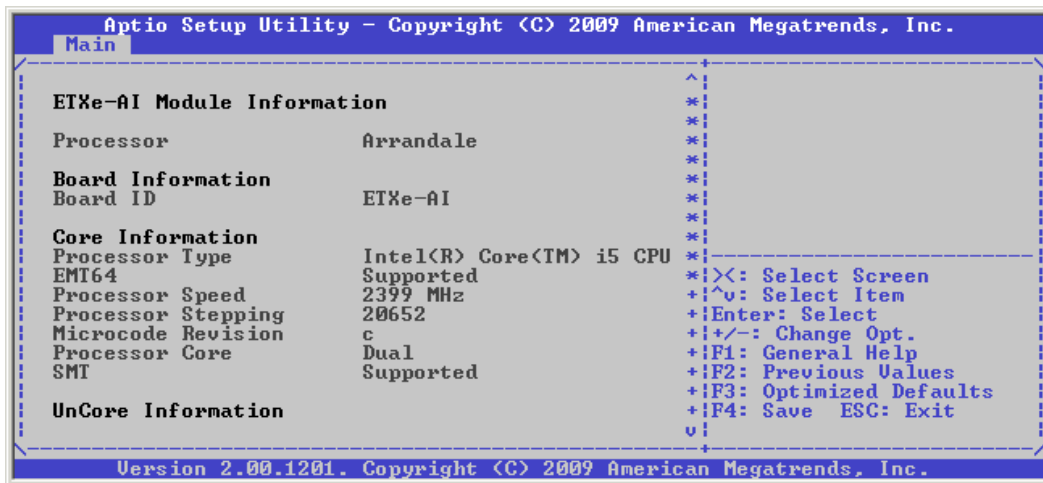 Aptio Setup Utility - Copyright (C) 2009 American Megatrends, Inc.
Main
ETXe-AI Module Information
Processor Arrandale
Board Information
Board ID ETXe-AI
Core Information
Processor Type Intel(R) Core(TM) i5 CPU
EMT64 Supported
Processor Speed 2399 MHz
Processor Stepping 20652
Microcode Revision c
Processor Core Dual
SMT Supported
UnCore Information
><: Select Screen
^v: Select Item
Enter: Select
+/-: Change Opt.
F1: General Help
F2: Previous Values
F3: Optimized Defaults
F4: Save ESC: Exit
Version 2.00.1201. Copyright (C) 2009 American Megatrends, Inc.